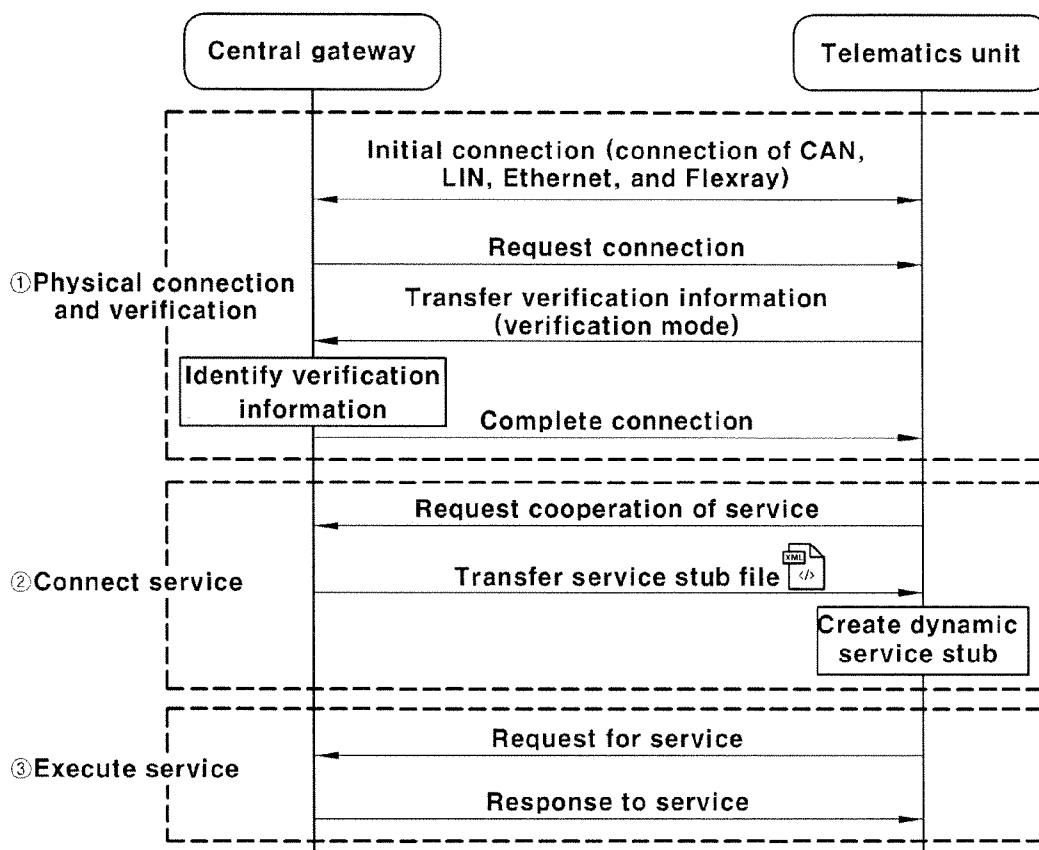 Central gateway
Telematics unit
Initial connection (connection of CAN,
LIN, Ethernet, and Flexray)
Request connection
①Physical connection
and verification
Transfer verification information
(verification mode)
Identify verification
information
Complete connection
Request cooperation of service
②Connect service
Transfer service stub file
XML
</>
Create dynamic
service stub
Request for service
③Execute service
Response to service